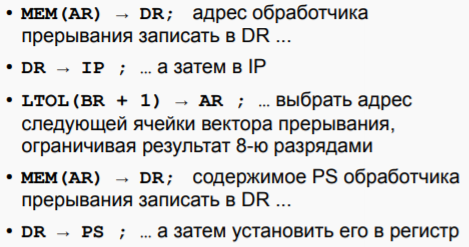 • MEM(AR) → DR; адрес обработчика
прерывания записать в DR ...
• DR → IP ; … а затем в IP
• LTOL(BR + 1) → AR ; … выбрать адрес
следующей ячейки вектора прерывания,
ограничивая результат 8-ю разрядами
• MEM(AR) → DR; содержимое PS обработчика
прерывания записать в DR ...
• DR → PS ; … а затем установить его в регистр